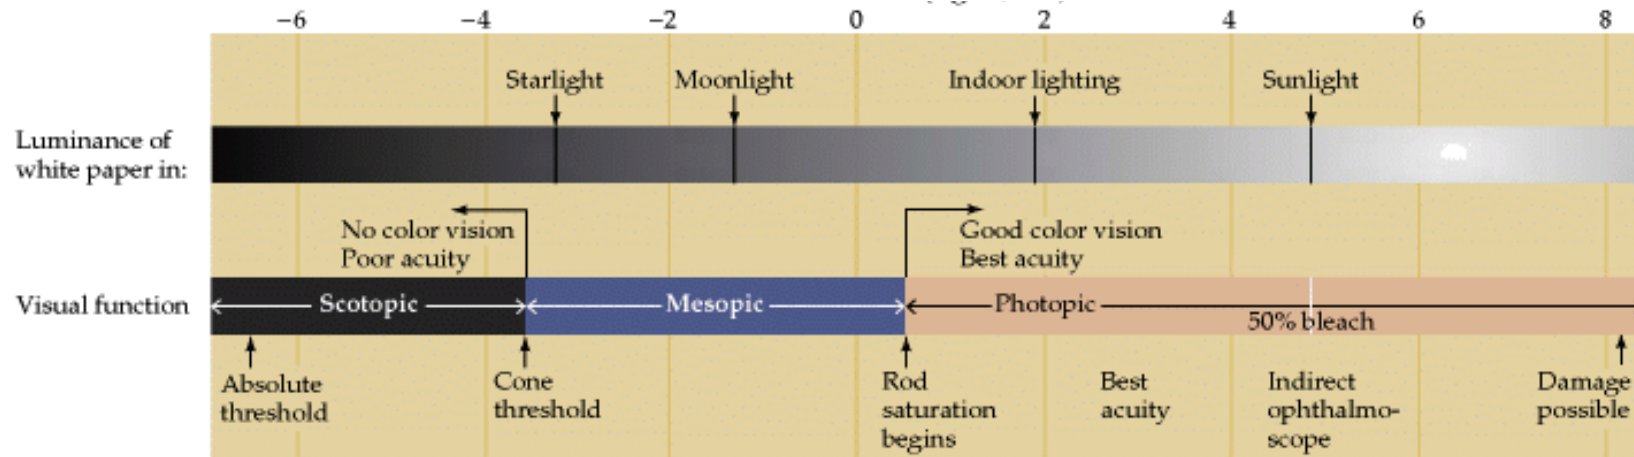 −6 −4 −2 0 2 4 6 8
Starlight Moonlight Indoor lighting Sunlight
Luminance of
white paper in:
No color vision
Poor acuity
Good color vision
Best acuity
Visual function
Scotopic Mesopic Photopic
50% bleach
Absolute
threshold
Cone
threshold
Rod
saturation
begins
Best
acuity
Indirect
ophthalmo-
scope
Damage
possible